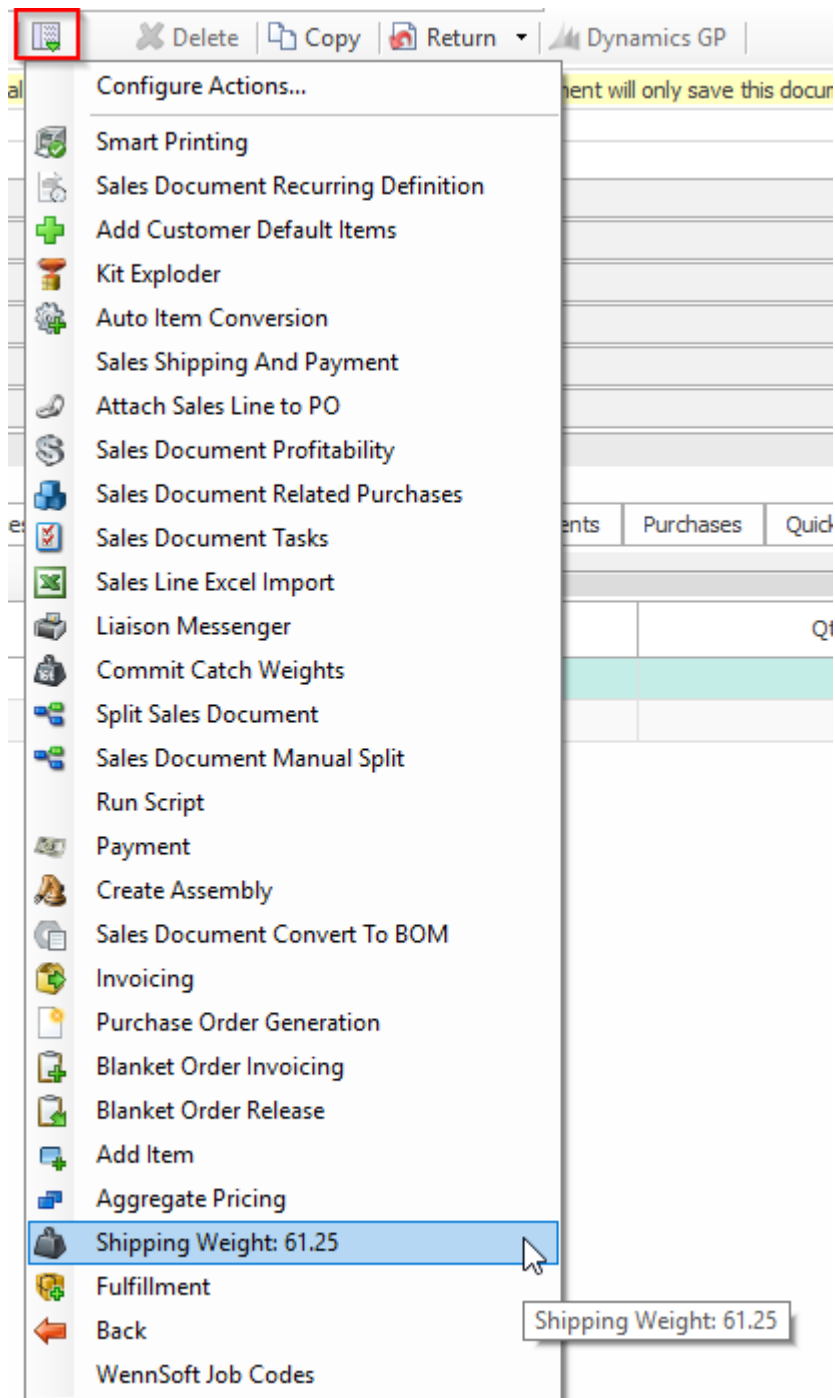 Delete Copy Return Dynamics GP
Configure Actions...
will only save this
Smart Printing
Sales Document Recurring Definition
Add Customer Default Items
Kit Exploder
Auto Item Conversion
Sales Shipping And Payment
Attach Sales Line to PO
Sales Document Profitability
Sales Document Related Purchases
Purchases
Sales Document Tasks
Sales Line Excel Import
Liaison Messenger
Commit Catch Weights
Split Sales Document
Sales Document Manual Split
Run Script
Payment
Create Assembly
Sales Document Convert To BOM
Invoicing
Purchase Order Generation
Blanket Order Invoicing
Blanket Order Release
Add Item
Aggregate Pricing
Shipping Weight: 61.25
Fulfillment
Shipping Weight: 61.25
Back
WennSoft Job Codes